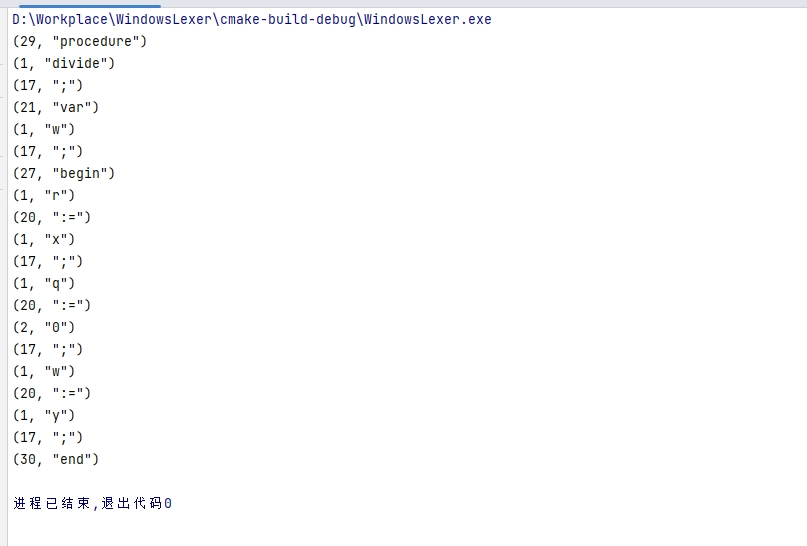 D:\Workplace\WindowsLexer\cmake-build-debug\WindowsLexer.exe
(29, "procedure")
(1, "divide")
(17, ";")
(21, "var")
(1, "w")
(17, ";")
(27, "begin")
(1, "r")
(20, ":=")
(1, "x")
(17, ";")
(1, "q")
(20, ":=")
(2, "0")
(17, ";")
(1, "w")
(20, ":=")
(1, "y")
(17, ";")
(30, "end")
进程已结束,退出代码0